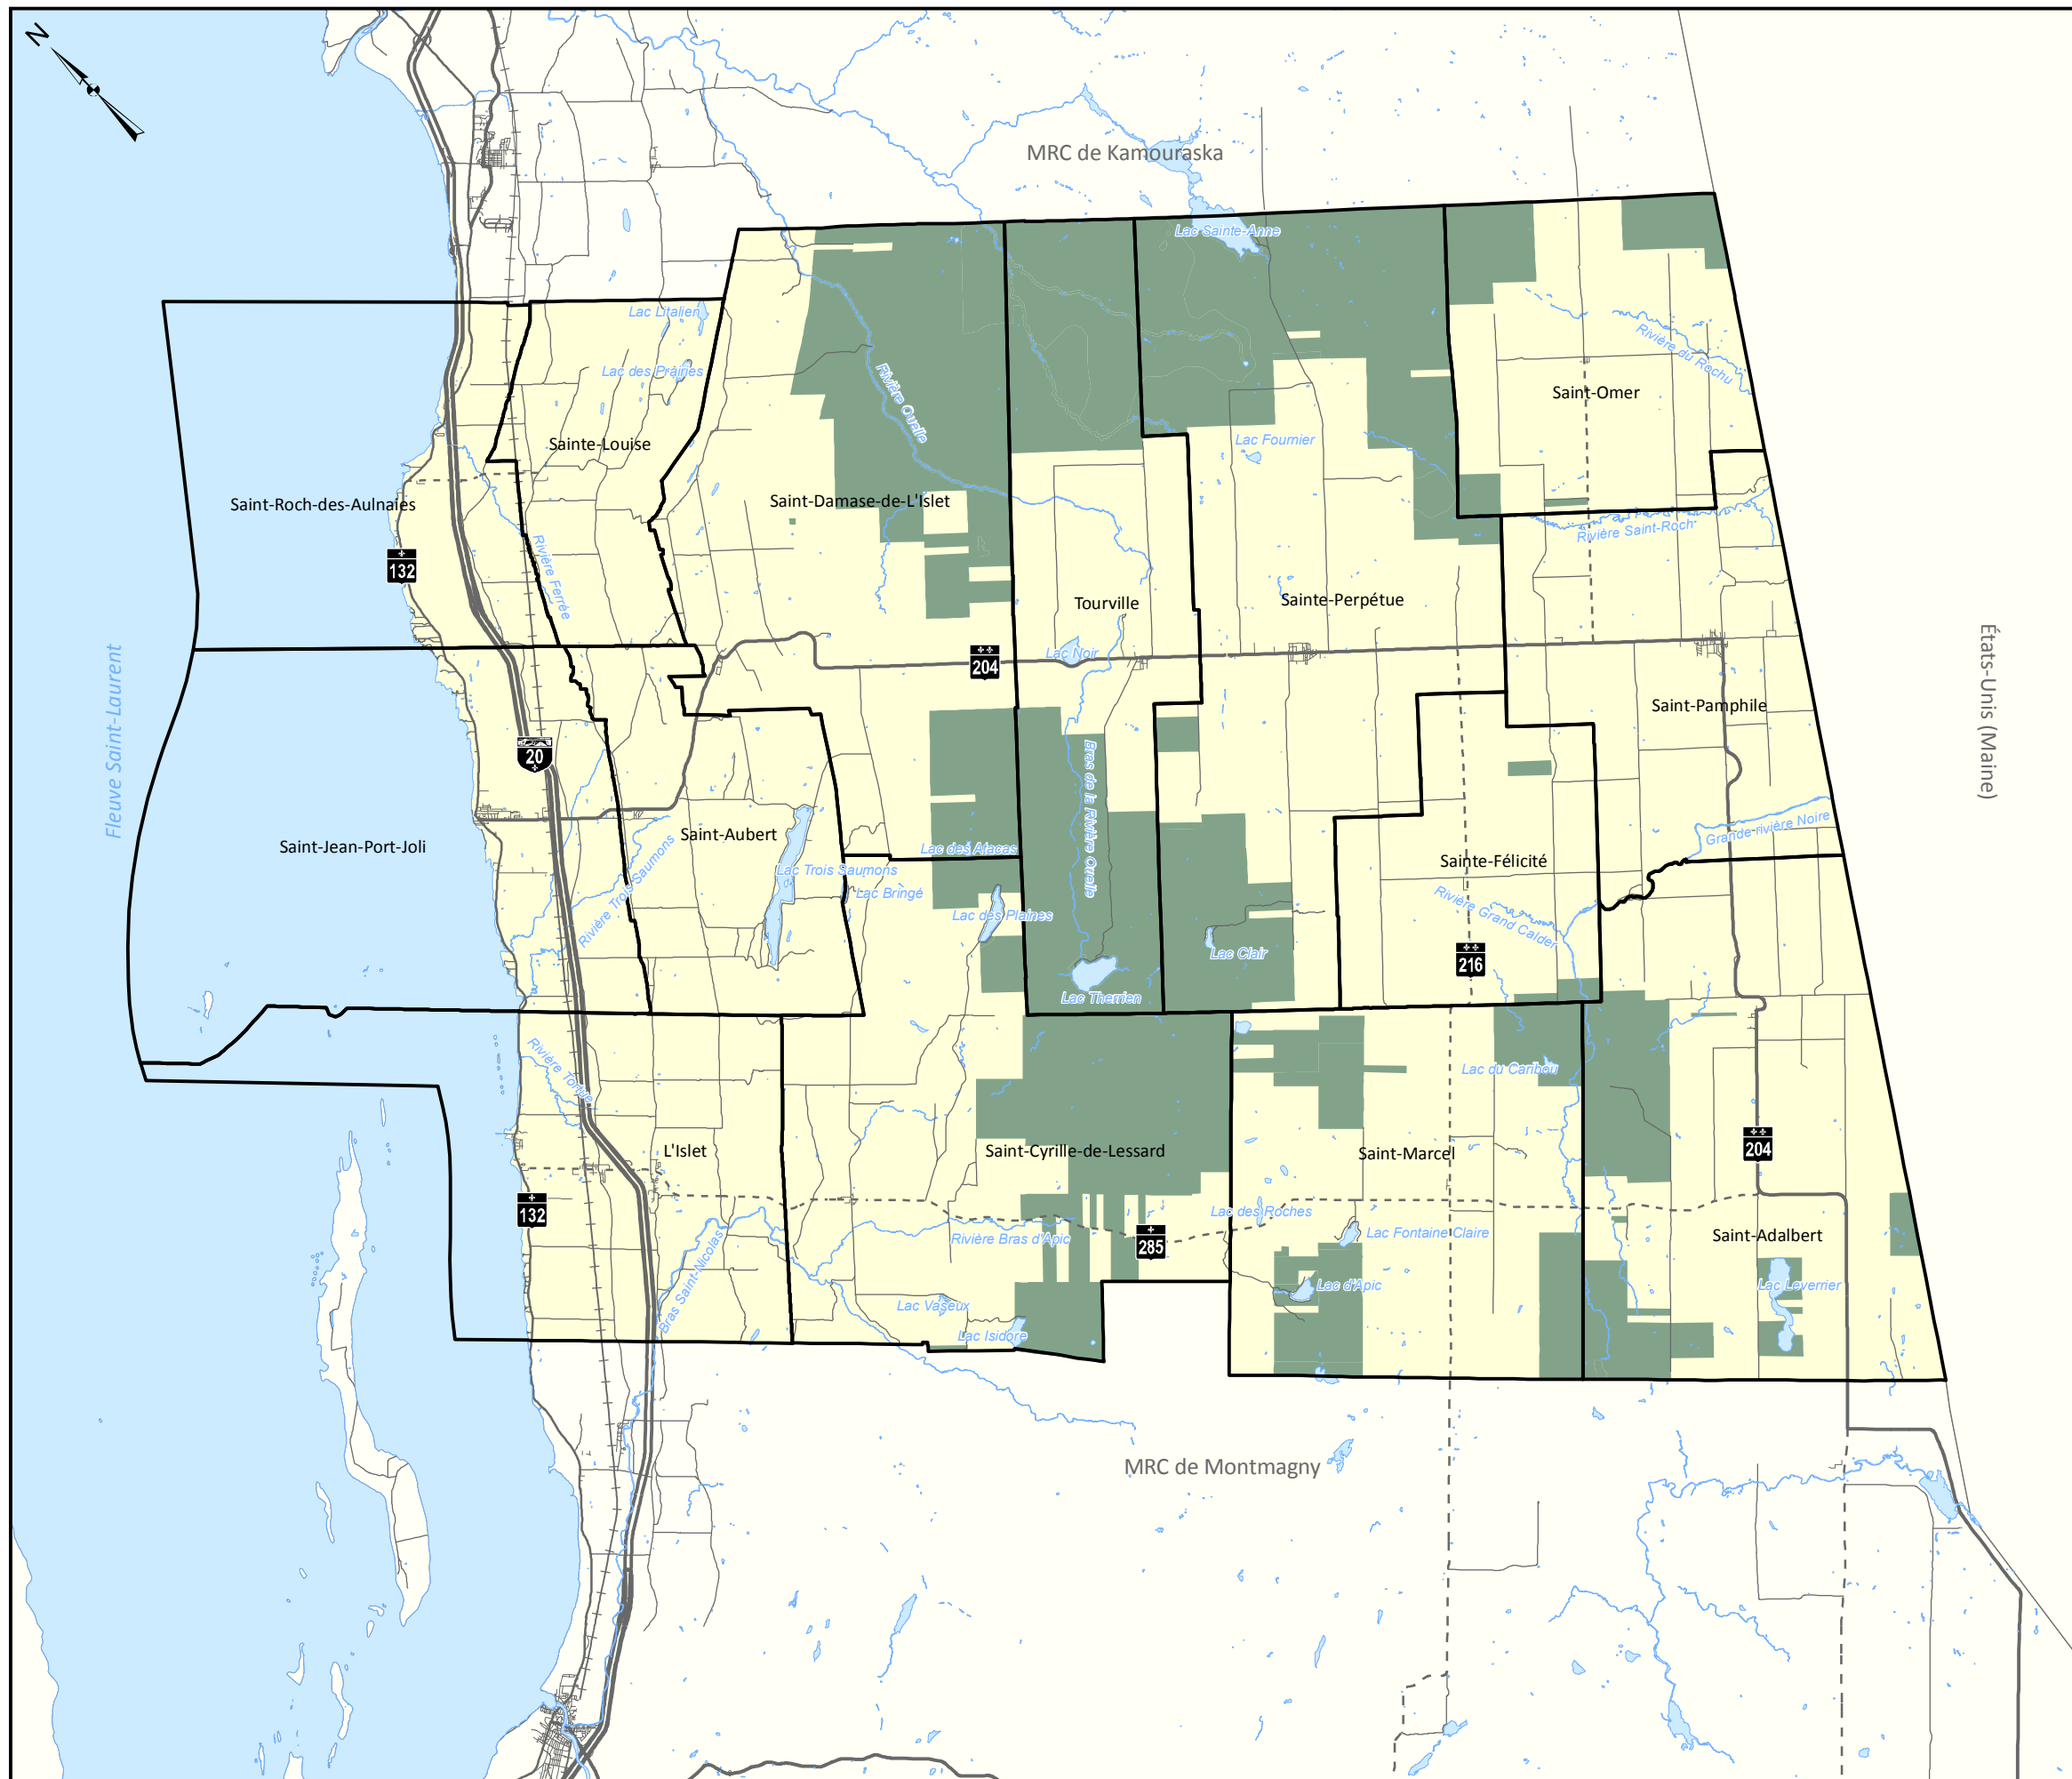 N
MRC de Kamouraska
Lac Sainte-Anne
Lac Litalien
Rivière du Rochu
Lac des Prairies
Rivière Ouelle
Saint-Omer
Sainte-Louise
Lac Fournier
Saint-Roch-des-Aulnaies
Saint-Damase-de-L'Islet
Rivière Saint-Roch
132
Rivière Ferrée
Tourville
Sainte-Perpétue
Fleuve Saint-Laurent
États-Unis (Maine)
Lac Noir
204
Saint-Pamphile
20
Bras de la Rivière Ouelle
Saint-Jean-Port-Joli
Saint-Aubert
Grande rivière Noire
Lac des Atacas
Sainte-Félicité
Lac Trois Saumons
Rivière Trois Saumons
Lac Bringé
Lac des Plaines
Rivière Grand Calder
Lac Clair
216
Lac Therrien
Rivière Tortue
Lac du Caribou
L'Islet
Saint-Cyrille-de-Lessard
Saint-Marcel
204
132
Lac des Roches
Rivière Bras d'Apic
285
Lac Fontaine Claire
Saint-Adalbert
Bras Saint-Nicolas
Lac d'Apic
Lac Leverrier
Lac Vaseux
Lac Isidore
MRC de Montmagny